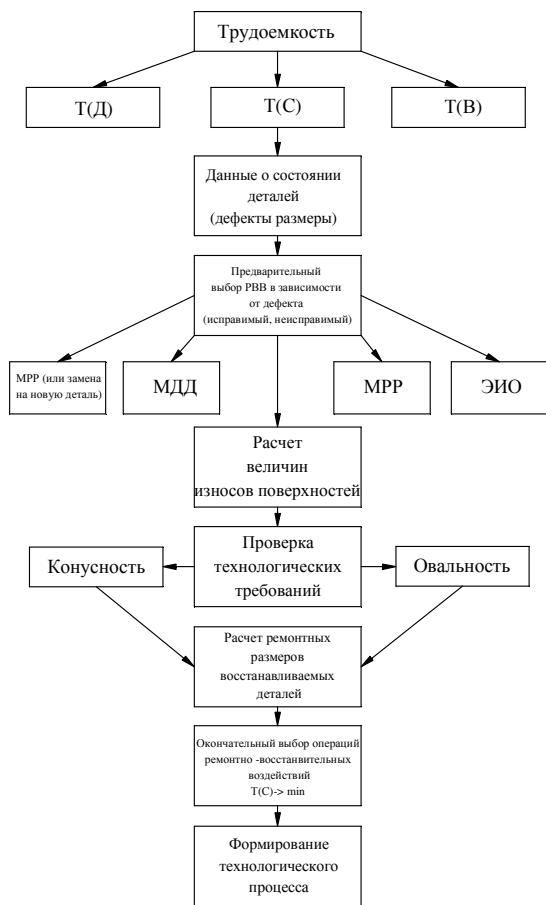 Трудоемкость
Т(Д)
Т(С)
Т(В)
Данные о состоянии
деталей
(дефекты размеры)
Предварительный
выбор РВВ в зависимости
от дефекта
(исправимый, неисправимый)
МРР (или замена
на новую деталь)
МДД
МРР
ЭИО
Расчет
величин
износов поверхностей
Конусность
Проверка
технологических
требований
Овальность
Расчет ремонтных
размеров
восстанавливаемых
деталей
Окончательный выбор операций
ремонтно -восстанвительных
воздействий
Т(С)-> min
Формирование
технологического
процесса